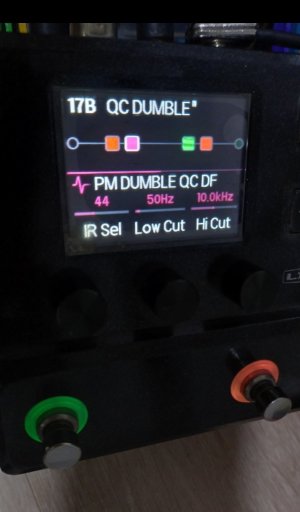 17B QC DUMBLE*
PM DUMBLE QC DF
44 50Hz 10.0kHz
IR Sel Low Cut Hi Cut